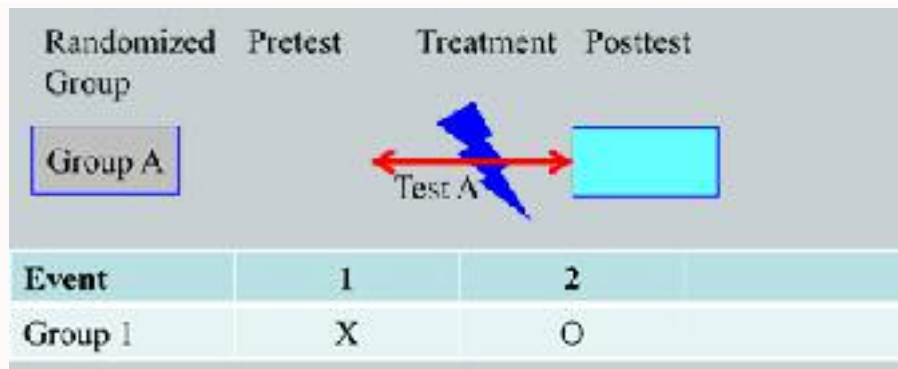 Randomized Pretest Treatment Posttest
Group
Group A
Test A
Event 1 2
Group 1 X O